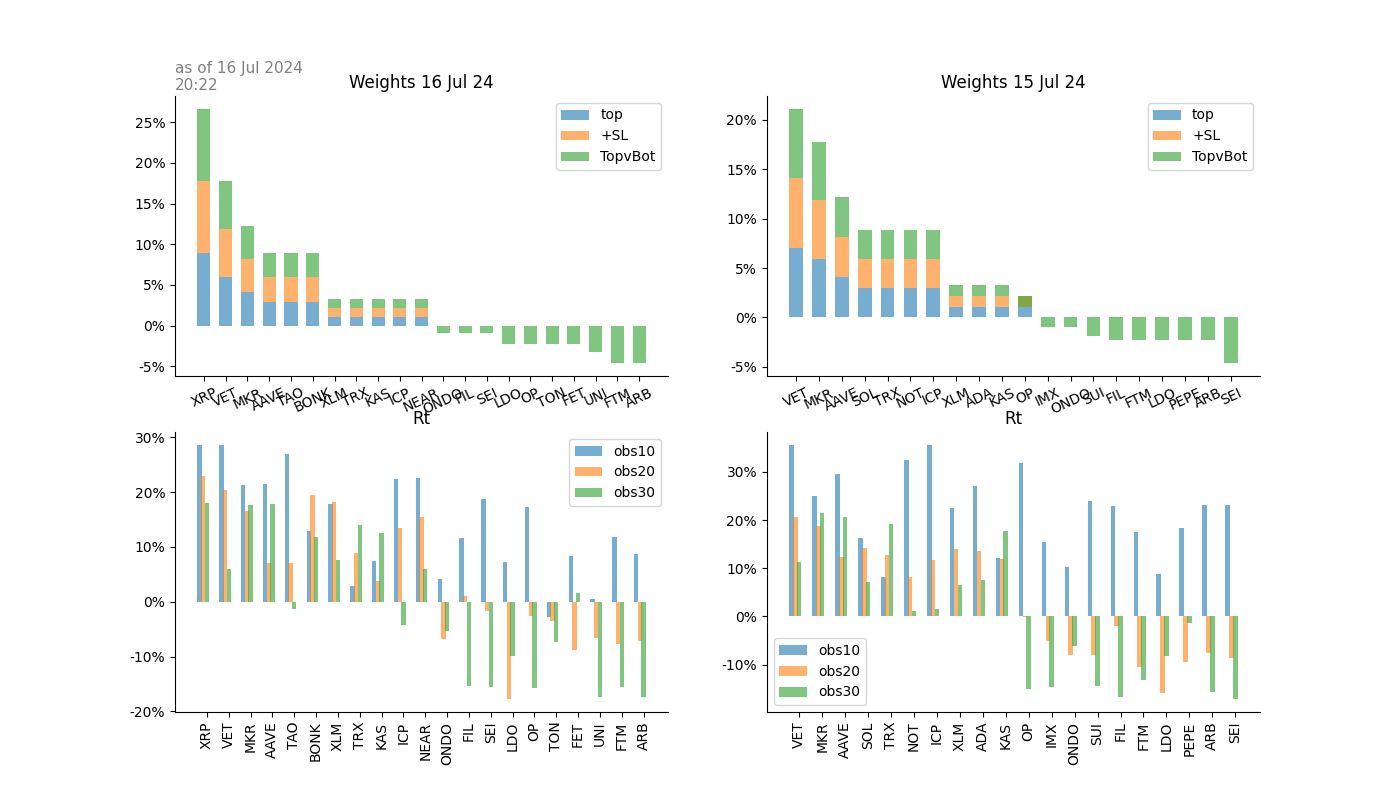 as of 16 Jul 2024
20:22
Weights 16 Jul 24
25%
20%
15%
10%
5%
0%
-5%
top
+SL
TopvBot
XRP VET MKR AAVE TAO BONK XLM TRX KAS ICP NEAR ONDO FIL SEI LDO OP TON FET UNI FTM ARB
Weights 15 Jul 24
20%
15%
10%
5%
0%
-5%
top
+SL
TopvBot
VET MKR AAVE SOL TRX NOT ICP XLM ADA KAS OP IMX ONDO SUI FIL FTM LDO PEPE ARB SEI
Rt
30%
20%
10%
0%
-10%
-20%
obs10
obs20
obs30
XRP VET MKR AAVE TAO BONK XLM TRX KAS ICP NEAR ONDO FIL SEI LDO OP TON FET UNI FTM ARB
Rt
30%
20%
10%
0%
-10%
obs10
obs20
obs30
VET MKR AAVE SOL TRX NOT ICP XLM ADA KAS OP IMX ONDO SUI FIL FTM LDO PEPE ARB SEI